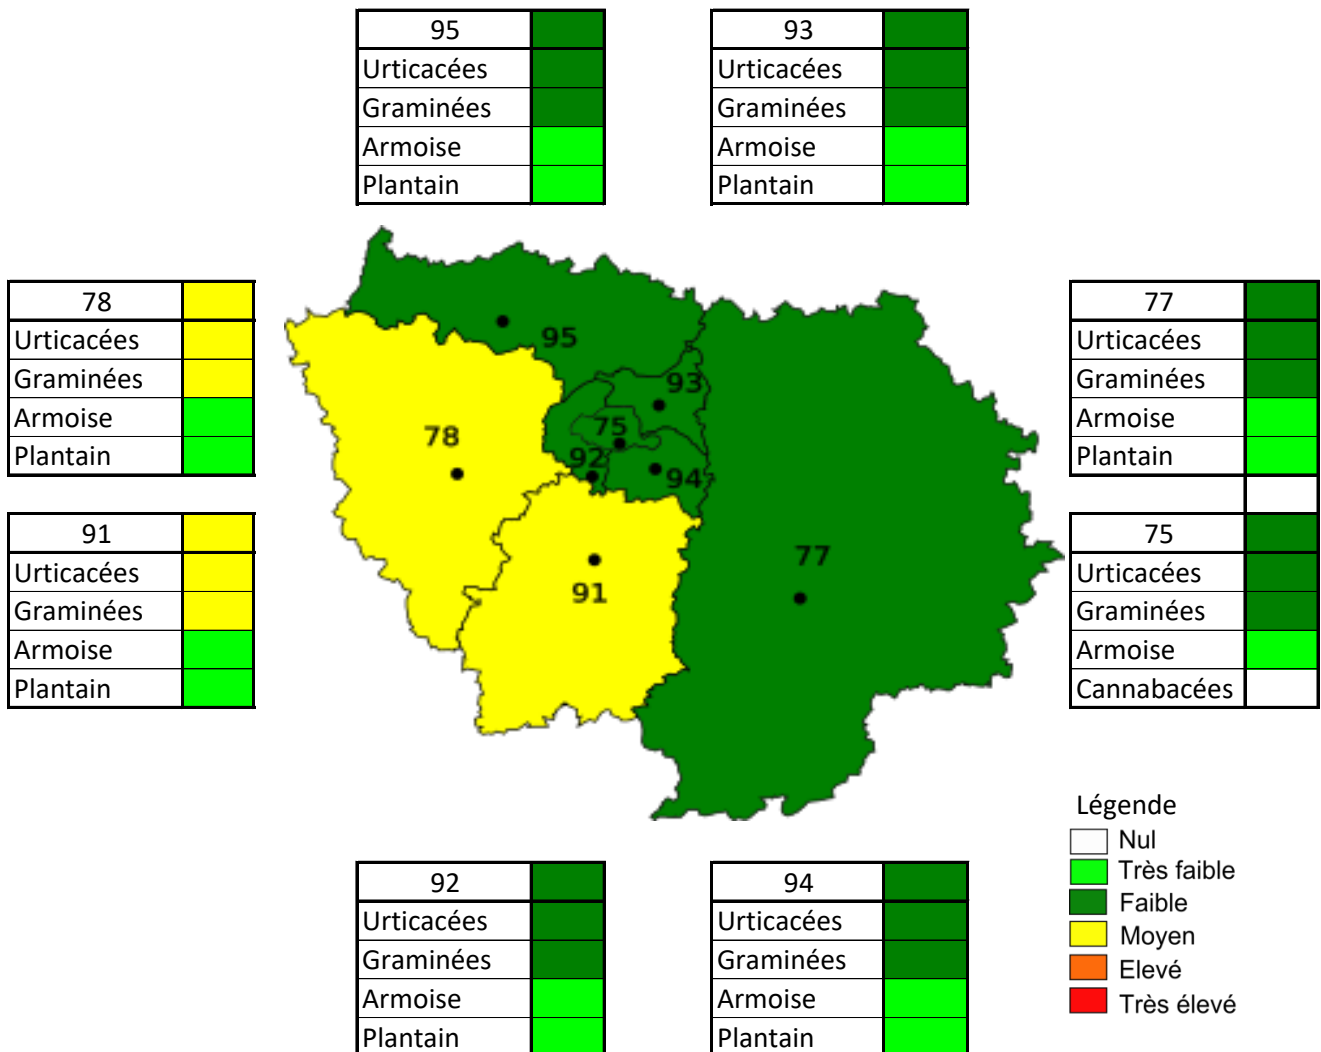 95
Urticacées
Graminées
Armoise
Plantain
93
Urticacées
Graminées
Armoise
Plantain
78
Urticacées
Graminées
Armoise
Plantain
91
Urticacées
Graminées
Armoise
Plantain
95
93
75
78
92
94
77
91
77
Urticacées
Graminées
Armoise
Plantain
75
Urticacées
Graminées
Armoise
Cannabacées
92
Urticacées
Graminées
Armoise
Plantain
94
Urticacées
Graminées
Armoise
Plantain
Légende
Nul
Très faible
Faible
Moyen
Elevé
Très élevé